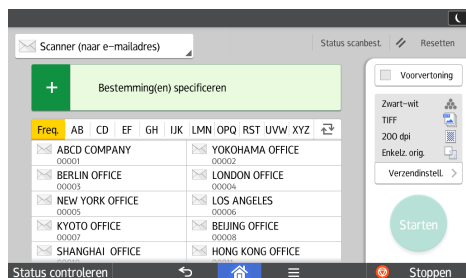 Scanner (naar e-mailadres)
Status scanbest.
Resetten
Bestemming(en) specificeren
Voorvertoning
Zwart-wit
TIFF
200 dpi
Enkelz. orig.
Verzendinstell.
Starten
Freq. AB CD EF GH IJK LMN OPQ RST UVW XYZ
ABCD COMPANY
00001
YOKOHAMA OFFICE
00002
BERLIN OFFICE
00003
LONDON OFFICE
00004
NEW YORK OFFICE
00005
LOS ANGELES
00006
KYOTO OFFICE
00007
BEIJING OFFICE
00008
SHANGHAI OFFICE
HONG KONG OFFICE
Status controleren
Stoppen